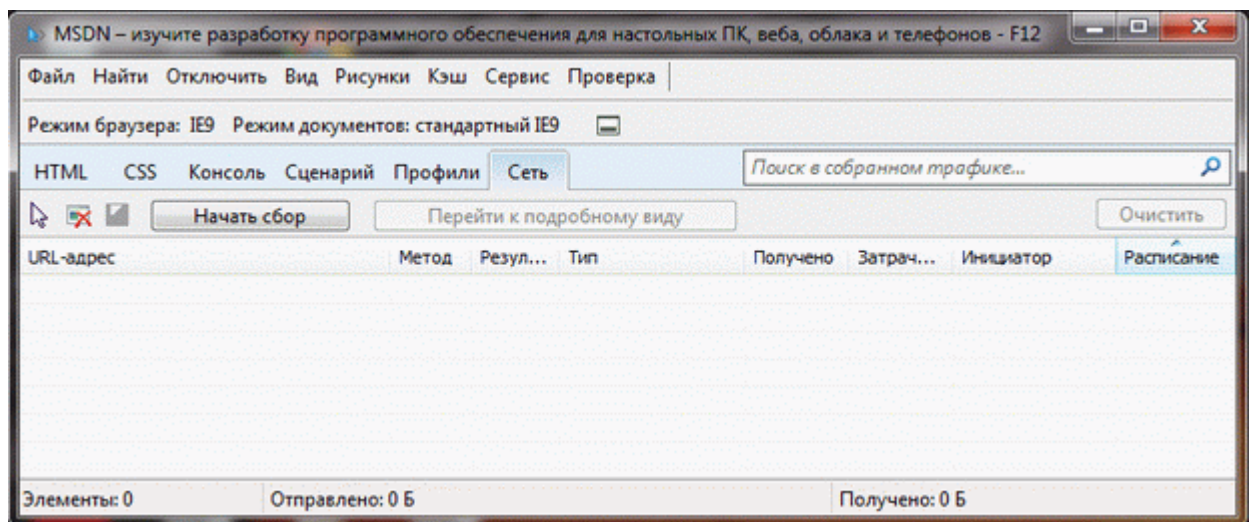 MSDN – изучите разработку программного обеспечения для настольных ПК, веба, облака и телефонов - F12
Файл Найти Отключить Вид Рисунки Кэш Сервис Проверка
Режим браузера: IE9 Режим документов: стандартный IE9
HTML CSS Консоль Сценарий Профили Сеть Поиск в собранном трафике...
Начать сбор Перейти к подробному виду Очистить
URL-адрес Метод Резул... Тип Получено Затрач... Инициатор Расписание
Элементы: 0 Отправлено: 0 Б Получено: 0 Б